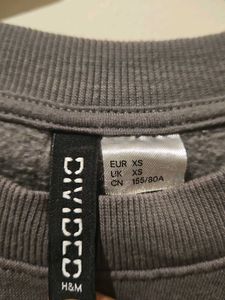 DIVIDED
H&M
EUR XS
UK XS
CN 155/80A